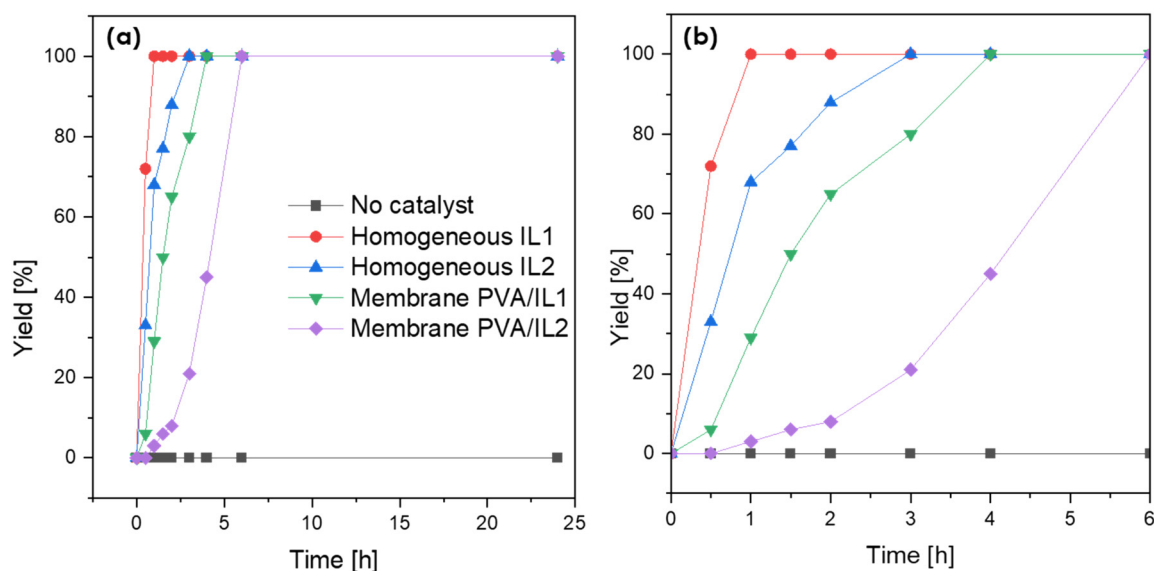 (a)
Yield [%]
100
80
60
40
20
0
No catalyst
Homogeneous IL1
Homogeneous IL2
Membrane PVA/IL1
Membrane PVA/IL2
0 5 10 15 20 25
Time [h]
(b)
Yield [%]
100
80
60
40
20
0
0 1 2 3 4 5 6
Time [h]